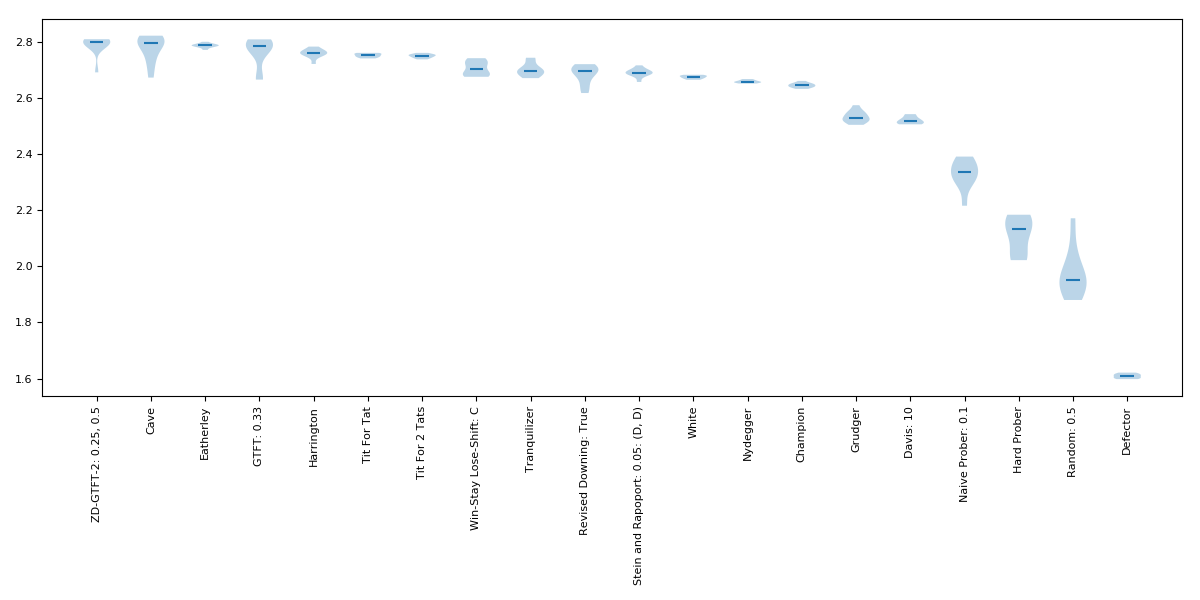 2.8
2.6
2.4
2.2
2.0
1.8
1.6
ZD-GTFT-2: 0.25, 0.5
Cave
Eatherley
GTFT: 0.33
Harrington
Tit For Tat
Tit For 2 Tats
Win-Stay Lose-Shift: C
Tranquilizer
Revised Downing: True
Stein and Rapoport: 0.05: (D, D)
White
Nydegger
Champion
Grudger
Davis: 10
Naive Prober: 0.1
Hard Prober
Random: 0.5
Defector